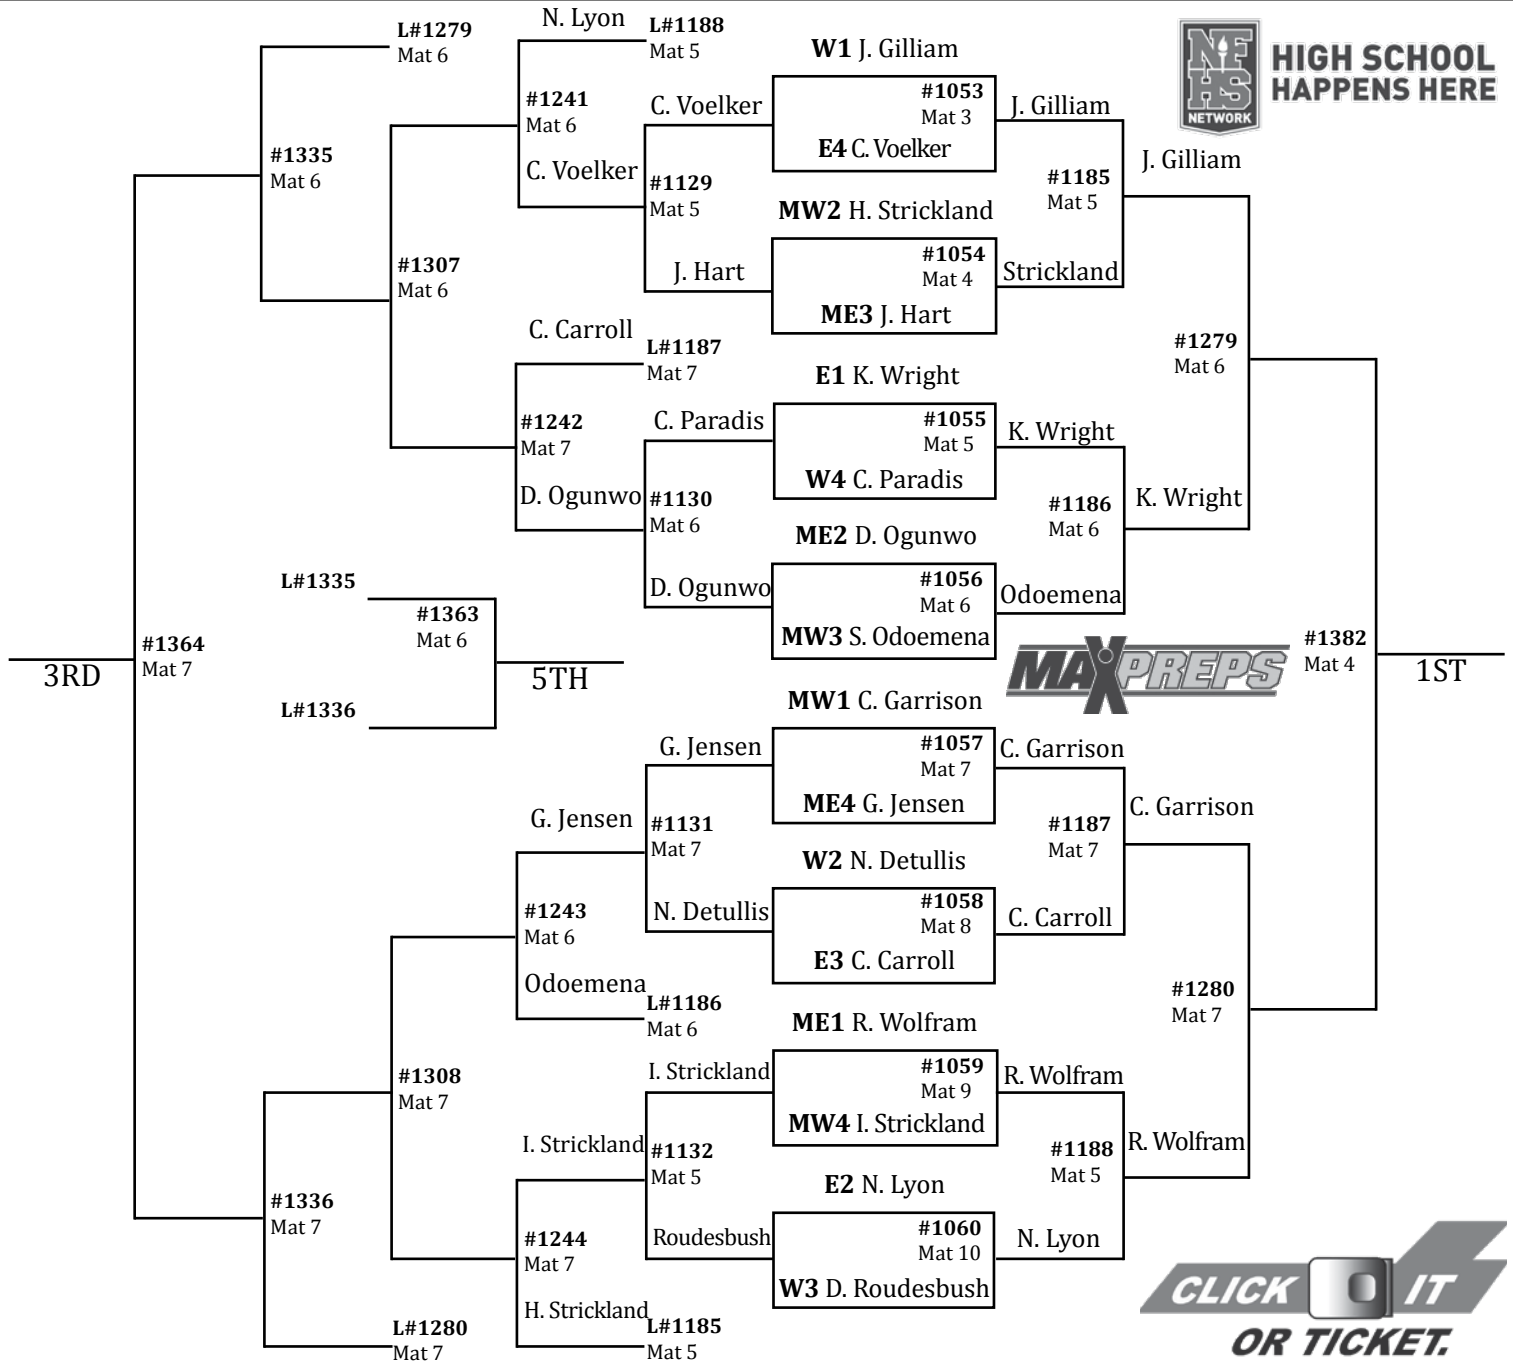 N. Lyon
L#1188
Mat 5
L#1279
Mat 6
W1 J. Gilliam
#1053
Mat 3
E4 C. Voelker
C. Voelker
J. Gilliam
#1241
Mat 6
C. Voelker
#1129
Mat 5
#1335
Mat 6
#1185
Mat 5
J. Gilliam
MW2 H. Strickland
#1054
Mat 4
ME3 J. Hart
J. Hart
Strickland
#1307
Mat 6
C. Carroll
L#1187
Mat 7
#1279
Mat 6
E1 K. Wright
#1055
Mat 5
W4 C. Paradis
C. Paradis
K. Wright
#1242
Mat 7
D. Ogunwo
#1130
Mat 6
#1186
Mat 6
K. Wright
ME2 D. Ogunwo
#1056
Mat 6
MW3 S. Odoemena
D. Ogunwo
Odoemena
L#1335
#1363
Mat 6
5TH
L#1336
3RD
#1364
Mat 7
#1382
Mat 4
1ST
MW1 C. Garrison
#1057
Mat 7
ME4 G. Jensen
G. Jensen
C. Garrison
G. Jensen
#1131
Mat 7
#1187
Mat 7
C. Garrison
W2 N. Detullis
#1058
Mat 8
E3 C. Carroll
N. Detullis
C. Carroll
#1243
Mat 6
Odoemena
L#1186
Mat 6
#1280
Mat 7
ME1 R. Wolfram
#1059
Mat 9
MW4 I. Strickland
I. Strickland
R. Wolfram
#1308
Mat 7
I. Strickland
#1132
Mat 5
#1188
Mat 5
R. Wolfram
E2 N. Lyon
#1060
Mat 10
W3 D. Roudesbush
Roudesbush
N. Lyon
#1336
Mat 7
#1244
Mat 7
H. Strickland
L#1185
Mat 5
L#1280
Mat 7
NF
HS
NETWORK
HIGH SCHOOL
HAPPENS HERE
MAXPREPS
CLICK IT
OR TICKET.